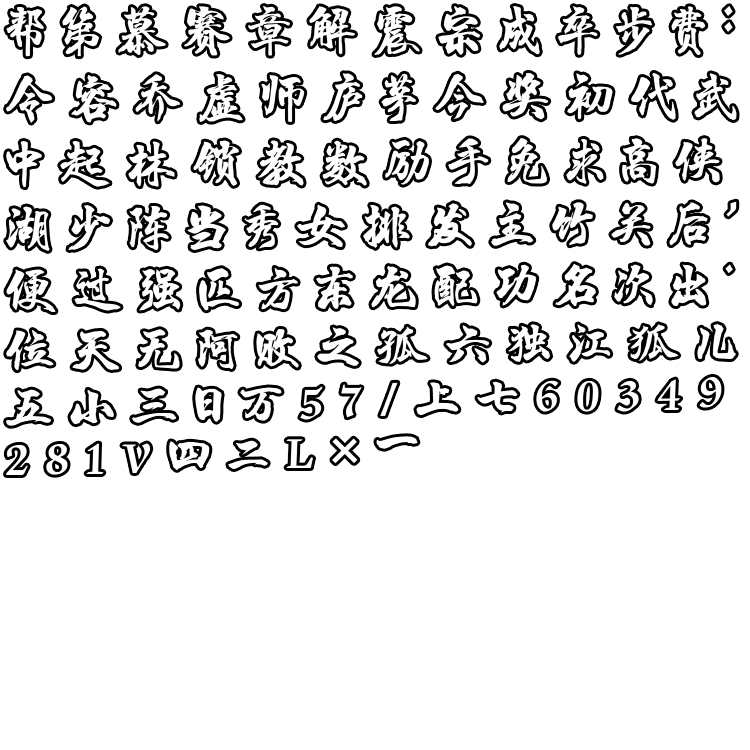 帮第慕赛章解震宗成卒步费:
令容乔虚师庐茅今奖初代武
中起林锁教数励手免求高侠
湖少阵当秀女排发主竹关后’
便过强匹方东龙配功名次出·
位天无阿败之孤六独江狐儿
五小三日万57/上七60349
281V四二L×一